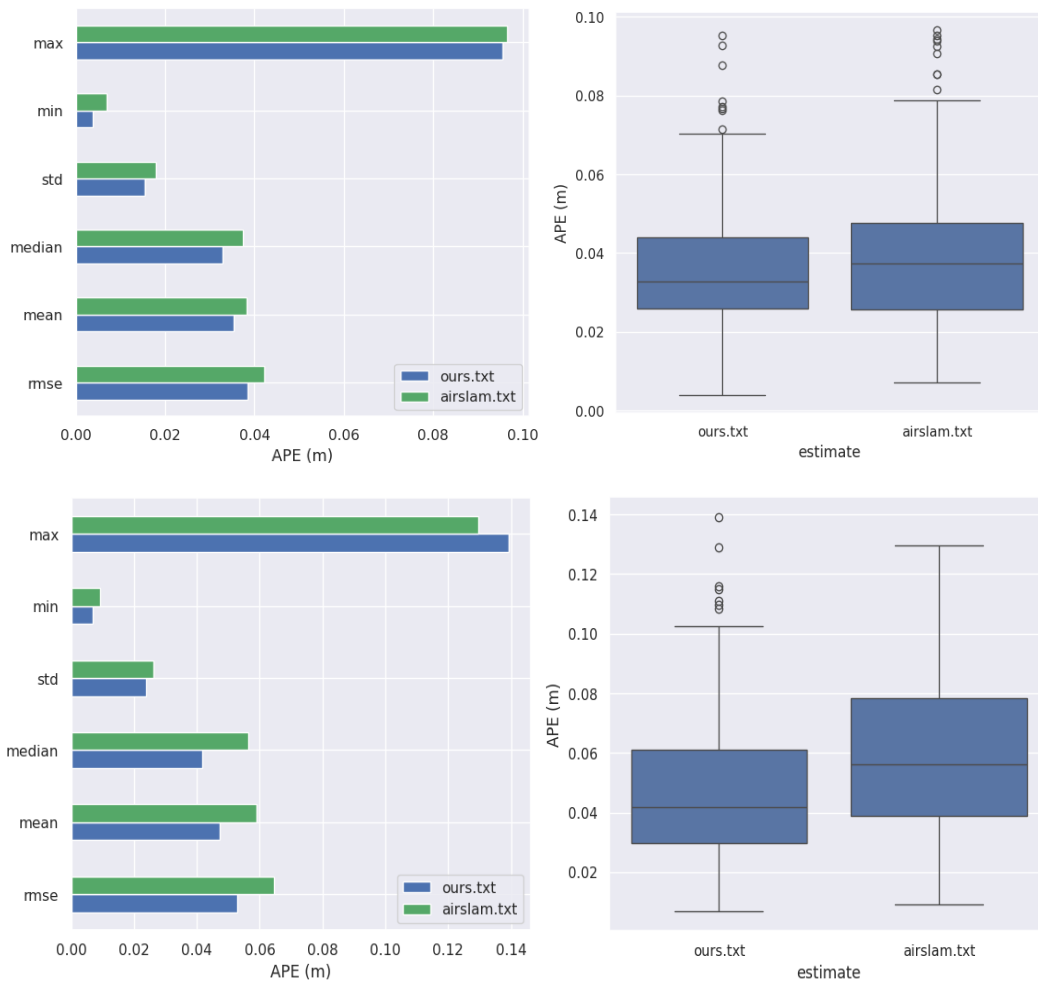 max
min
std
median
mean
rmse
ours.txt
airslam.txt
0.00 0.02 0.04 0.06 0.08 0.10
APE (m)
0.10
0.08
0.06
0.04
0.02
0.00
APE (m)
ours.txt airslam.txt
estimate
max
min
std
median
mean
rmse
ours.txt
airslam.txt
0.00 0.02 0.04 0.06 0.08 0.10 0.12 0.14
APE (m)
0.14
0.12
0.10
0.08
0.06
0.04
0.02
APE (m)
ours.txt airslam.txt
estimate